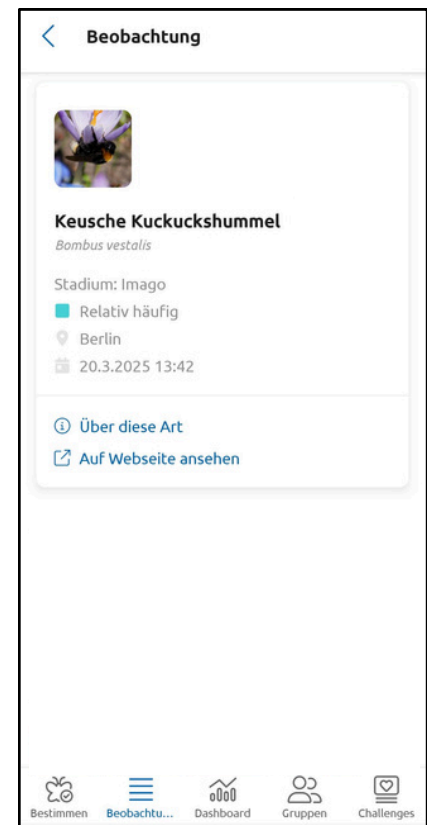 Beobachtung
Keusche Kuckuckshummel
Bombus vestalis
Stadium: Imago
Relativ häufig
Berlin
20.3.2025 13:42
Über diese Art
Auf Webseite ansehen
Bestimmen Beobachtu... Dashboard Gruppen Challenges